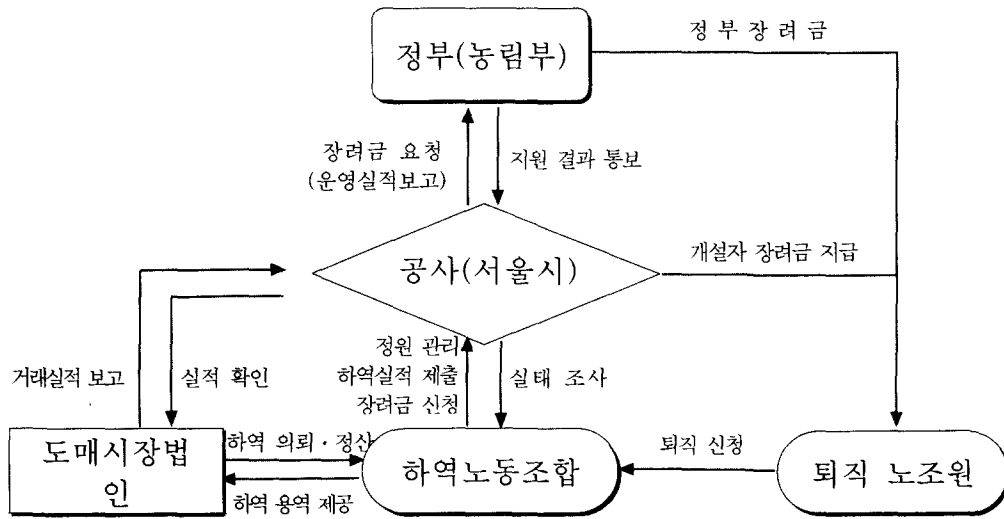 정부(농림부)
정 부 장 려 금
장려금 요청
(운영실적보고)
지원 결과 통보
공사(서울시)
개설자 장려금 지급
거래실적 보고
실적 확인
정원 관리
하역실적 제출
장려금 신청
실태 조사
도매시장법
인
하역 의뢰·정산
하역 용역 제공
하역노동조합
퇴직 신청
퇴직 노조원